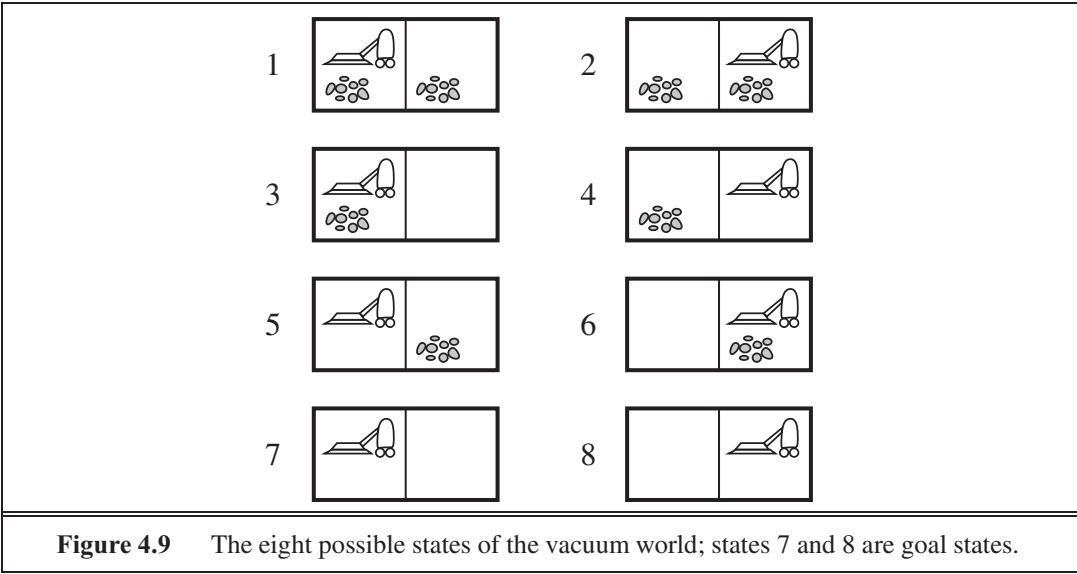 1 2
3 4
5 6
7 8
Figure 4.9 The eight possible states of the vacuum world; states 7 and 8 are goal states.